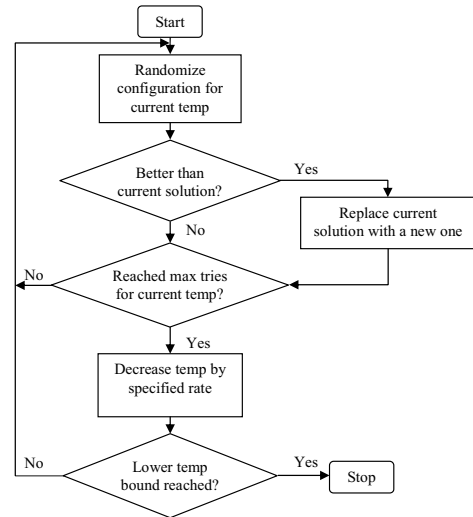 Start
Randomize
configuration for
current temp
Better than
current solution?
Yes
Replace current
solution with a new one
No
Reached max tries
for current temp?
No
Yes
Decrease temp by
specified rate
Lower temp
bound reached?
No
Yes
Stop